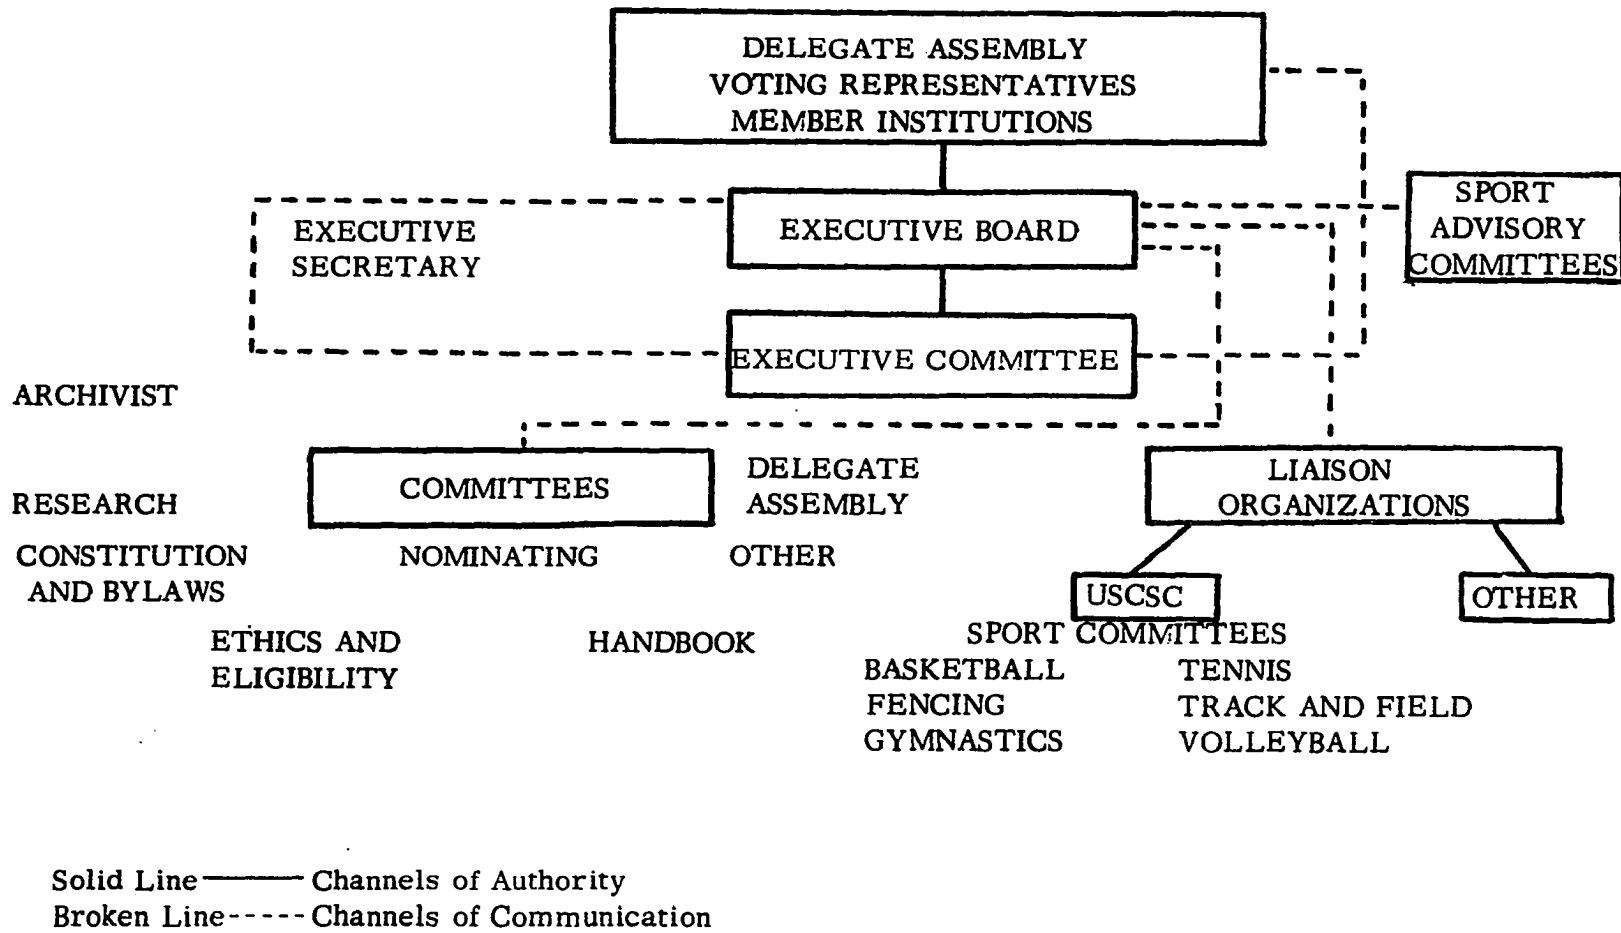 DELEGATE ASSEMBLY
VOTING REPRESENTATIVES
MEMBER INSTITUTIONS
EXECUTIVE
SECRETARY
EXECUTIVE BOARD
SPORT
ADVISORY
COMMITTEES
EXECUTIVE COMMITTEE
ARCHIVIST
COMMITTEES
DELEGATE
ASSEMBLY
LIAISON
ORGANIZATIONS
RESEARCH
CONSTITUTION
AND BYLAWS
NOMINATING
OTHER
USCSC
OTHER
ETHICS AND
ELIGIBILITY
HANDBOOK
SPORT COMMITTEES
BASKETBALL
FENCING
GYMNASTICS
TENNIS
TRACK AND FIELD
VOLLEYBALL
Solid Line——— Channels of Authority
Broken Line----- Channels of Communication